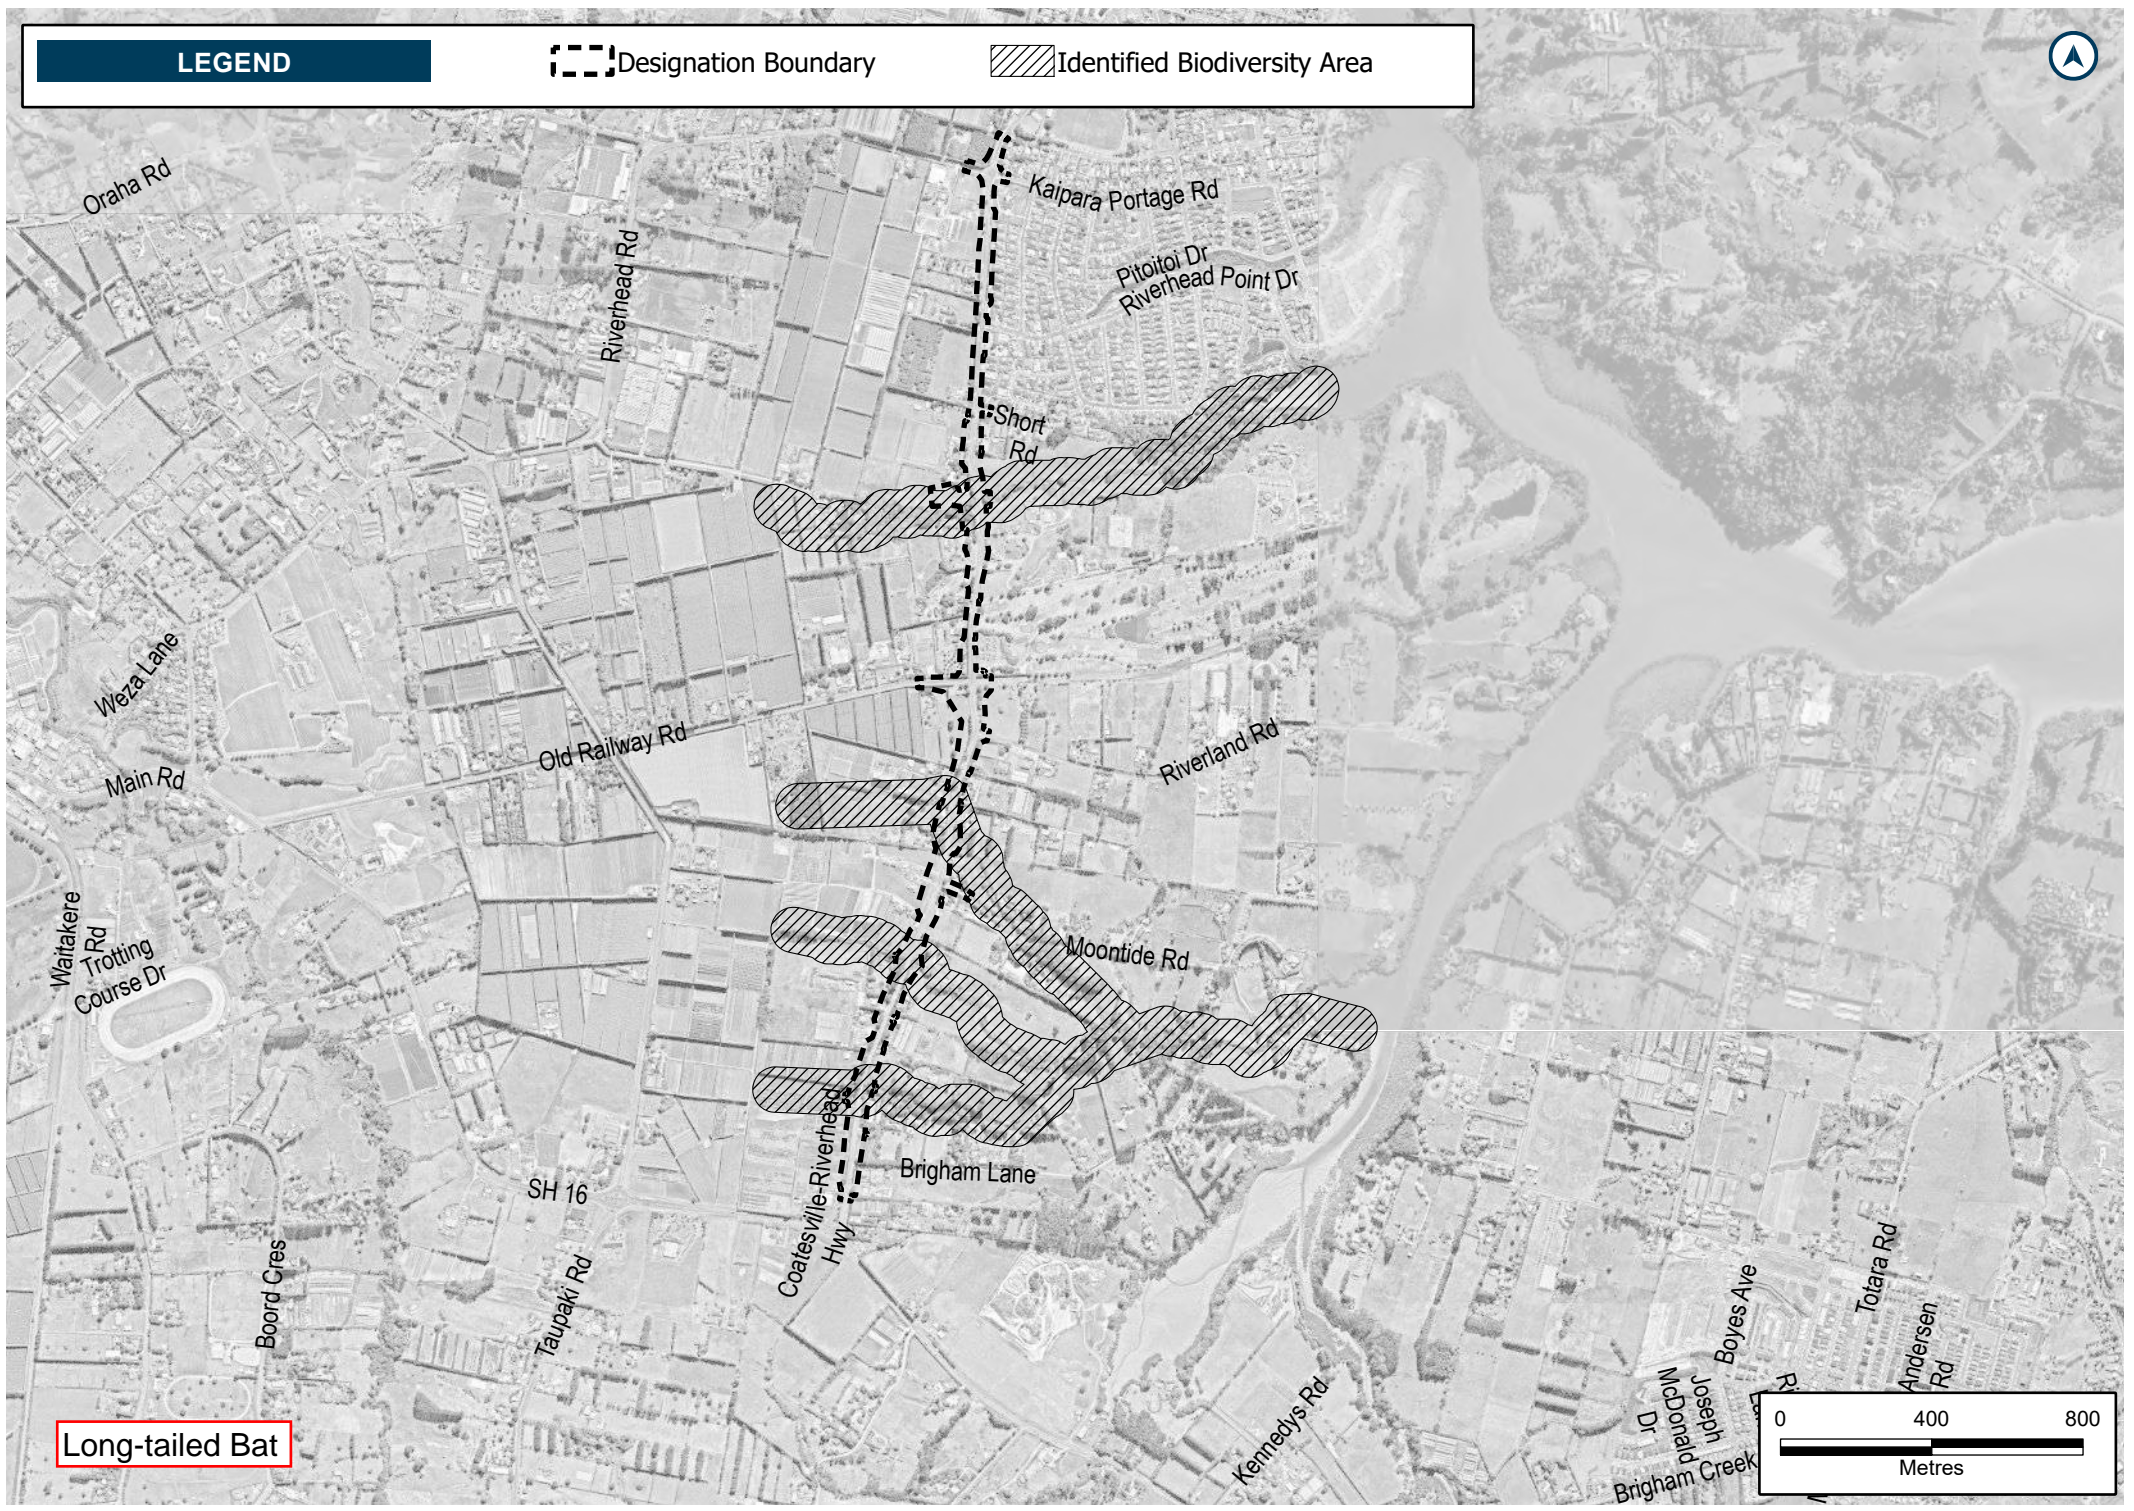 LEGEND
Designation Boundary
Identified Biodiversity Area
Oraha Rd
Riverhead Rd
Kaipara Portage Rd
Pitoitoi Dr
Riverhead Point Dr
Short
Rd
Weza Lane
Main Rd
Old Railway Rd
Riverland Rd
Waitakere
Rd
Trotting
Course Dr
Moontide Rd
Brigham Lane
SH 16
Coatesville-Riverhead
Hwy
Boord Cres
Taupaki Rd
Kennedys Rd
Totara Rd
Boyes Ave
Andersen
Rd
Joseph
McDonald
Dr
Brigham Creek
Long-tailed Bat
0 400 800
Metres